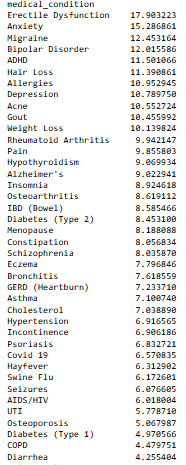 medical_condition
Erectile Dysfunction 17.903223
Anxiety 15.286861
Migraine 12.453164
Bipolar Disorder 12.015586
ADHD 11.501066
Hair Loss 11.390861
Allergies 10.952945
Depression 10.789750
Acne 10.552724
Gout 10.455992
Weight Loss 10.139824
Rheumatoid Arthritis 9.942147
Pain 9.855803
Hypothyroidism 9.069934
Alzheimer's 9.022941
Insomnia 8.924618
Osteoarthritis 8.619112
IBD (Bowel) 8.585466
Diabetes (Type 2) 8.453100
Menopause 8.188088
Constipation 8.056834
Schizophrenia 8.035870
Eczema 7.796846
Bronchitis 7.618559
GERD (Heartburn) 7.233710
Asthma 7.100740
Cholesterol 7.038890
Hypertension 6.916565
Incontinence 6.906186
Psoriasis 6.832721
Covid 19 6.570835
Hayfever 6.312902
Swine Flu 6.172601
Seizures 6.076605
AIDS/HIV 6.018004
UTI 5.778710
Osteoporosis 5.067987
Diabetes (Type 1) 4.970566
COPD 4.479751
Diarrhea 4.255404